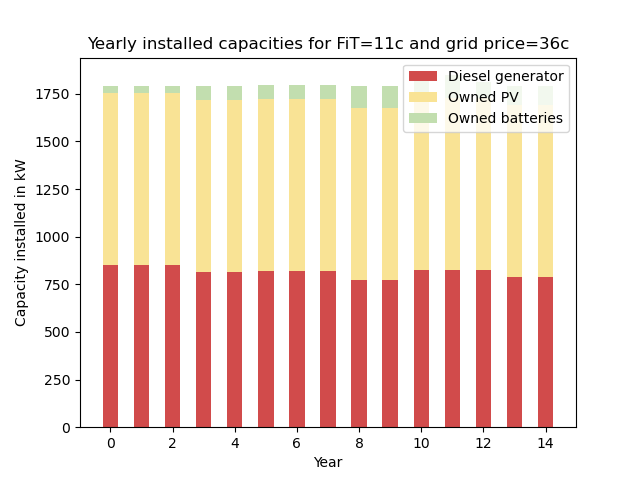 Yearly installed capacities for FiT=11c and grid price=36c
Diesel generator
Owned PV
Owned batteries
Capacity installed in kW
1750
1500
1250
1000
750
500
250
0
0 2 4 6 8 10 12 14
Year